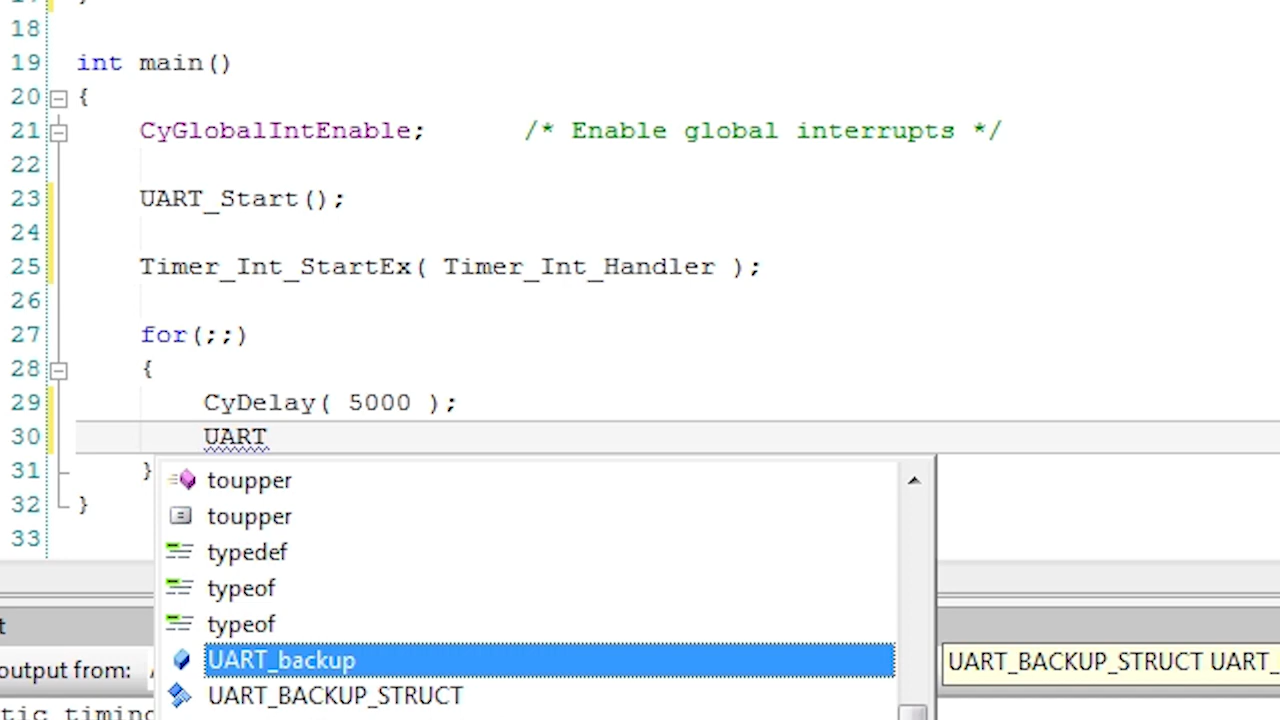 18
19 int main()
20 {
21 CyGlobalIntEnable; /* Enable global interrupts */
22
23 UART_Start();
24
25 Timer_Int_StartEx( Timer_Int_Handler );
26
27 for(;;)
28 {
29 CyDelay( 5000 );
30 UART
31 }
32 }
33
toupper
toupper
typedef
typeof
typeof
UART_backup
UART_BACKUP_STRUCT
UART_BACKUP_STRUCT UART_
output from: